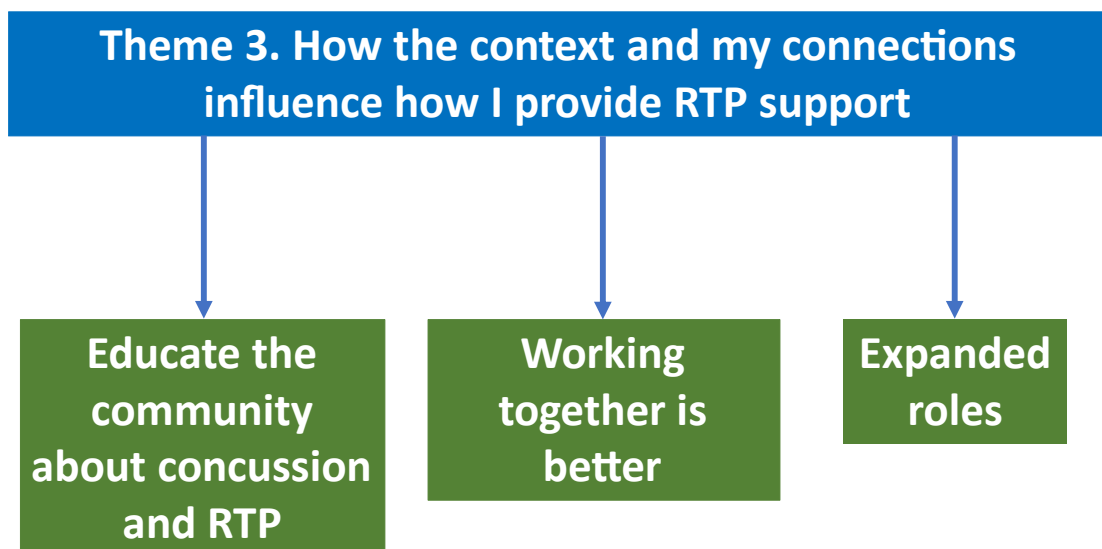 Theme 3. How the context and my connections
influence how I provide RTP support
Educate the
community
about concussion
and RTP
Working
together is
better
Expanded
roles